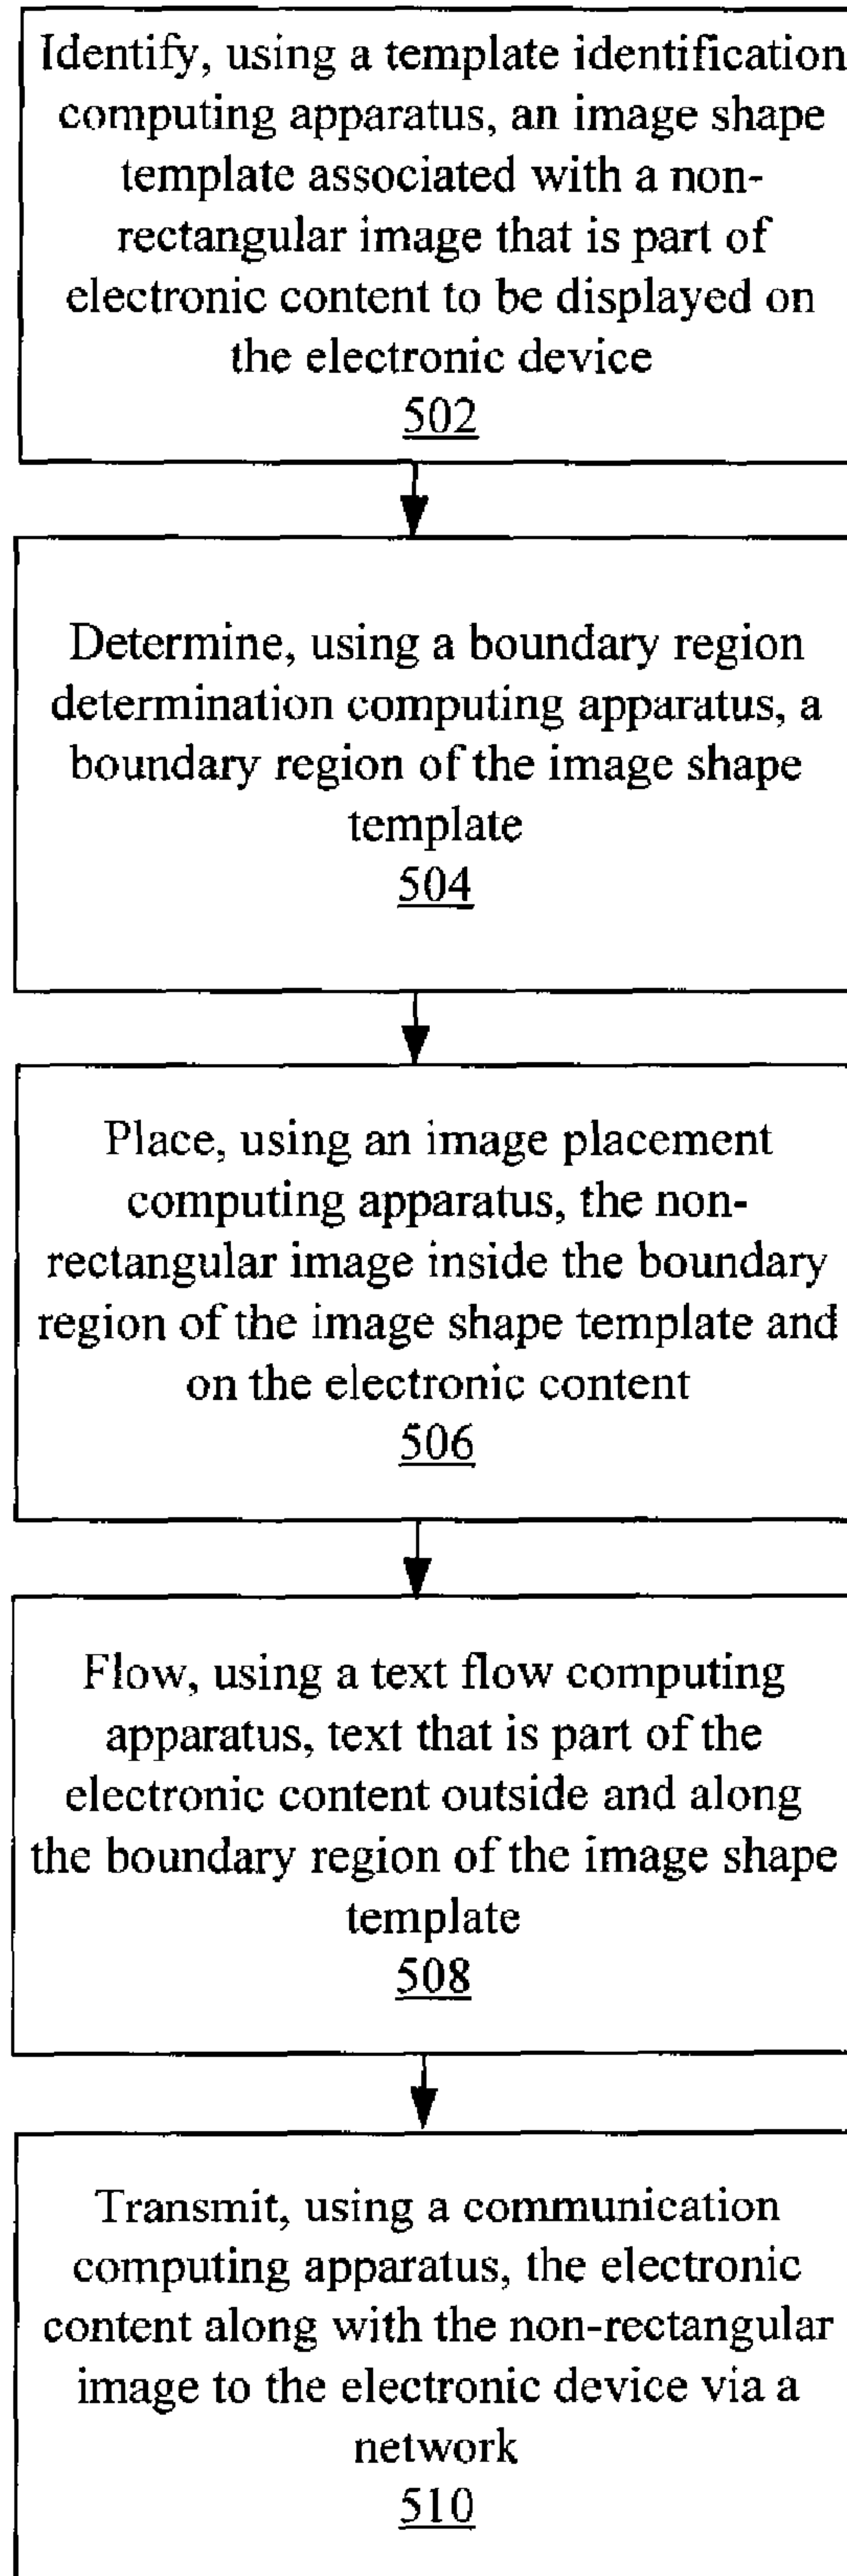 Identify, using a template identification
computing apparatus, an image shape
template associated with a non-
rectangular image that is part of
electronic content to be displayed on
the electronic device
502
Determine, using a boundary region
determination computing apparatus, a
boundary region of the image shape
template
504
Place, using an image placement
computing apparatus, the non-
rectangular image inside the boundary
region of the image shape template and
on the electronic content
506
Flow, using a text flow computing
apparatus, text that is part of the
electronic content outside and along
the boundary region of the image shape
template
508
Transmit, using a communication
computing apparatus, the electronic
content along with the non-rectangular
image to the electronic device via a
network
510